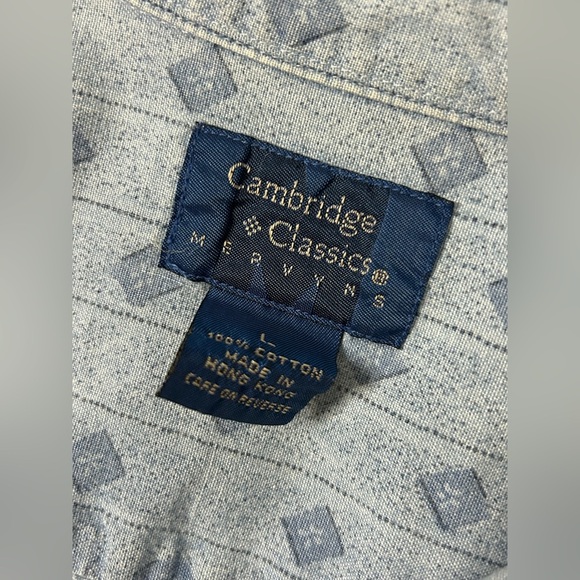 Cambridge
Classics®
MERVYNS
L
100% COTTON
MADE IN
HONG KONG
CARE ON REVERSE